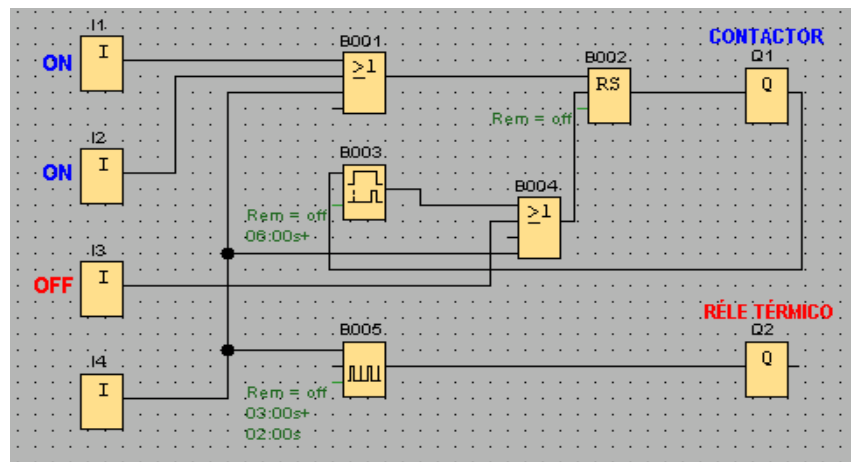 I1
I
ON
B001
≥1
CONTACTOR
B002
RS
Rem = off
Q1
Q
I2
I
ON
B003
Rem = off
06:00s+
B004
≥1
I3
I
OFF
RÉLE TÉRMICO
B005
Rem = off
03:00s+
02:00s
Q2
Q
I4
I